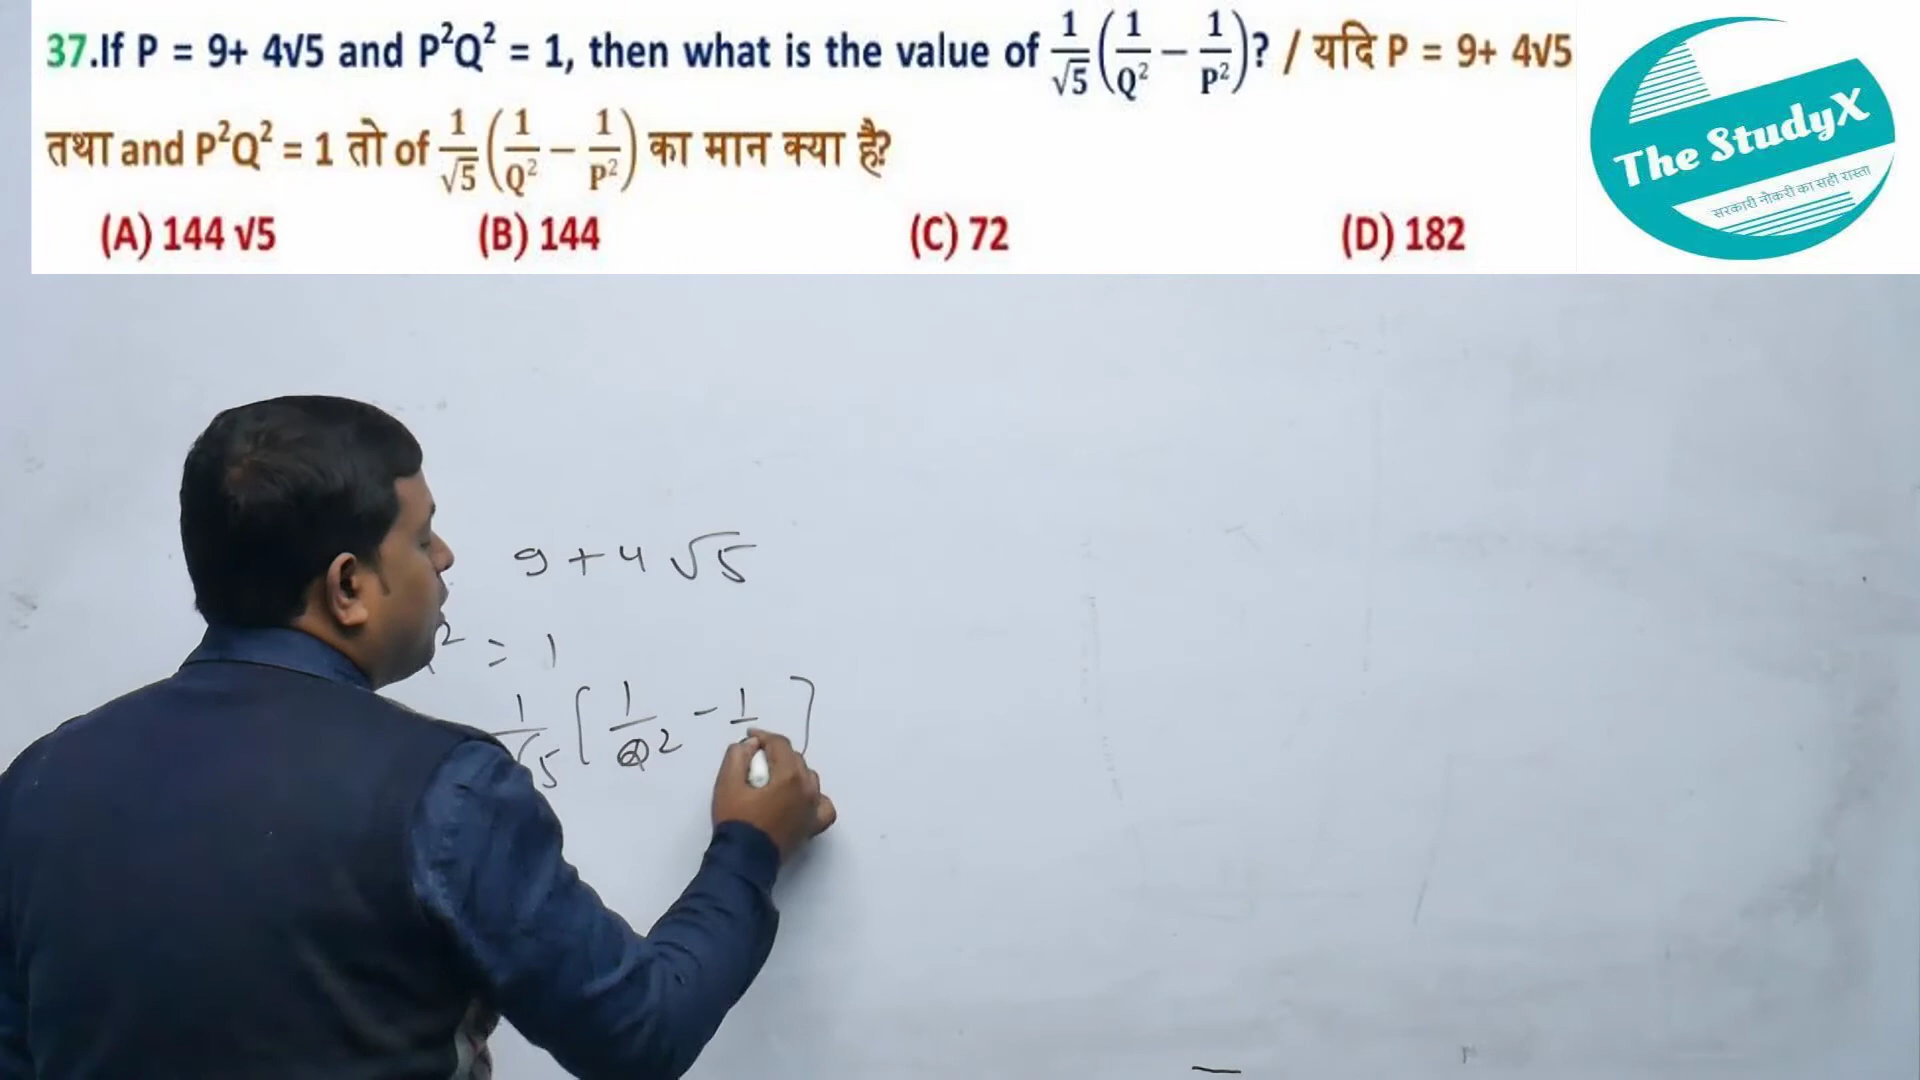 37.If P = 9+ 4√5 and P²Q² = 1, then what is the value of 1/√5 (1/Q² − 1/P²)? / यदि P = 9+ 4√5
तथा and P²Q² = 1 तो of 1/√5 (1/Q² − 1/P²) का मान क्या है?
(A) 144 √5 (B) 144 (C) 72 (D) 182
The StudyX
सरकारी नौकरी का सही रास्ता
9+4√5
² = 1
1/√5 [1/Q² - 1/ ]